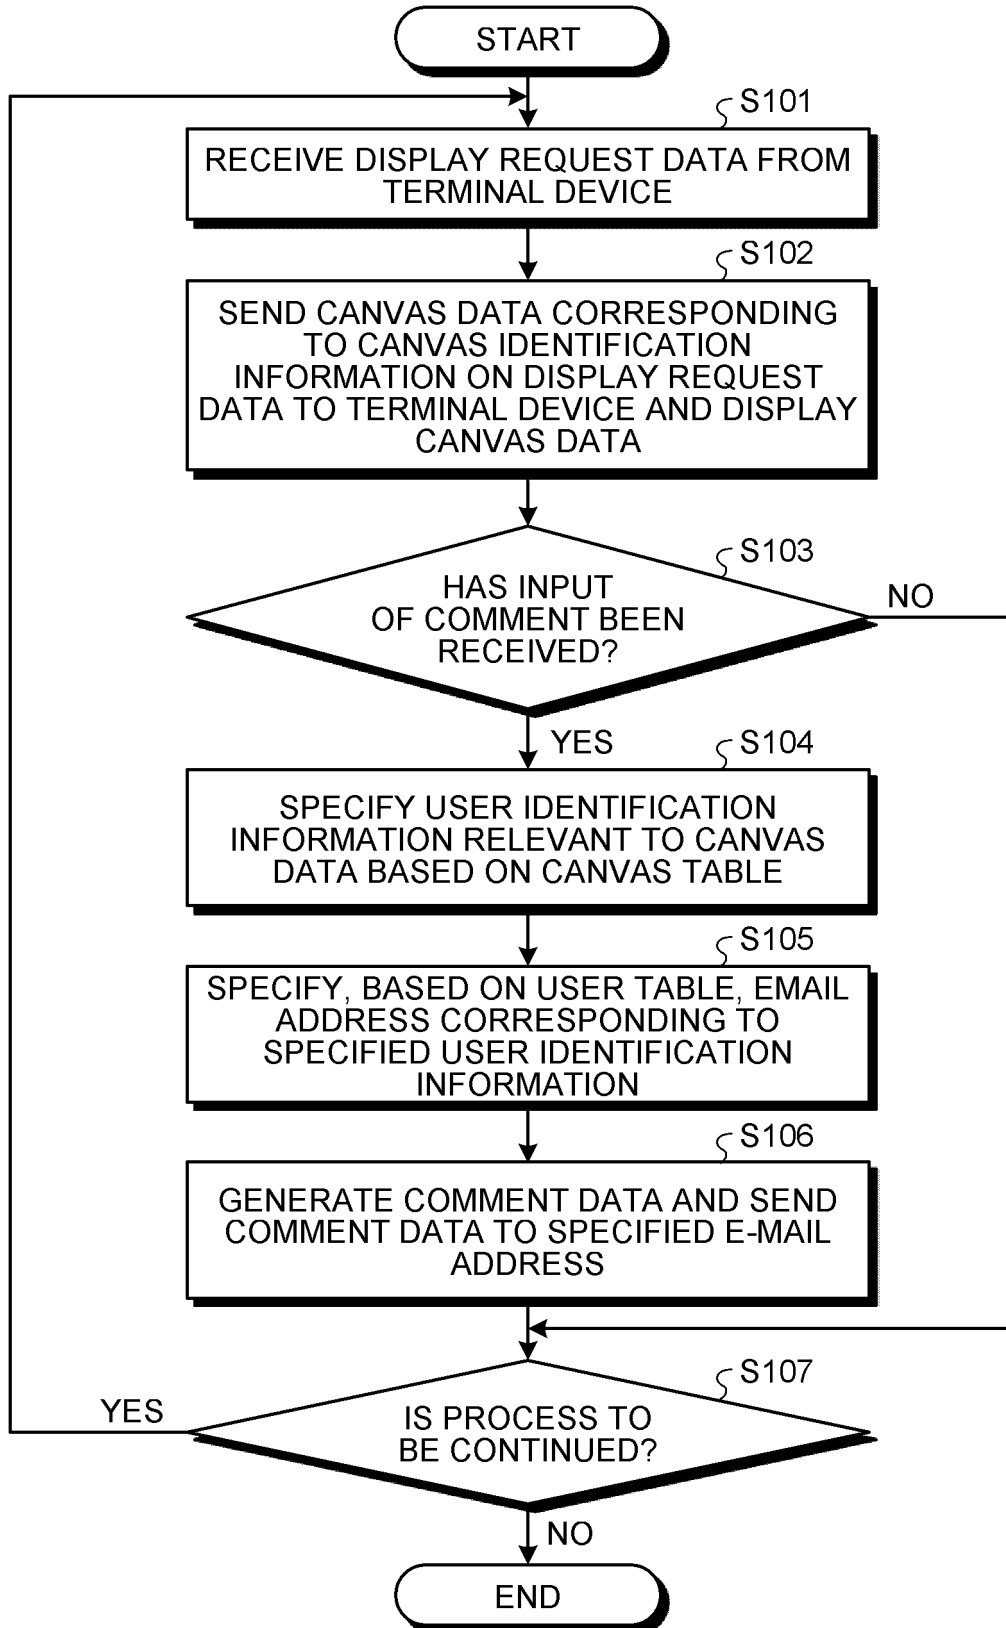 START
S101
RECEIVE DISPLAY REQUEST DATA FROM
TERMINAL DEVICE
S102
SEND CANVAS DATA CORRESPONDING
TO CANVAS IDENTIFICATION
INFORMATION ON DISPLAY REQUEST
DATA TO TERMINAL DEVICE AND DISPLAY
CANVAS DATA
S103
HAS INPUT
OF COMMENT BEEN
RECEIVED?
NO
YES
S104
SPECIFY USER IDENTIFICATION
INFORMATION RELEVANT TO CANVAS
DATA BASED ON CANVAS TABLE
S105
SPECIFY, BASED ON USER TABLE, EMAIL
ADDRESS CORRESPONDING TO
SPECIFIED USER IDENTIFICATION
INFORMATION
S106
GENERATE COMMENT DATA AND SEND
COMMENT DATA TO SPECIFIED E-MAIL
ADDRESS
S107
YES
IS PROCESS TO
BE CONTINUED?
NO
END